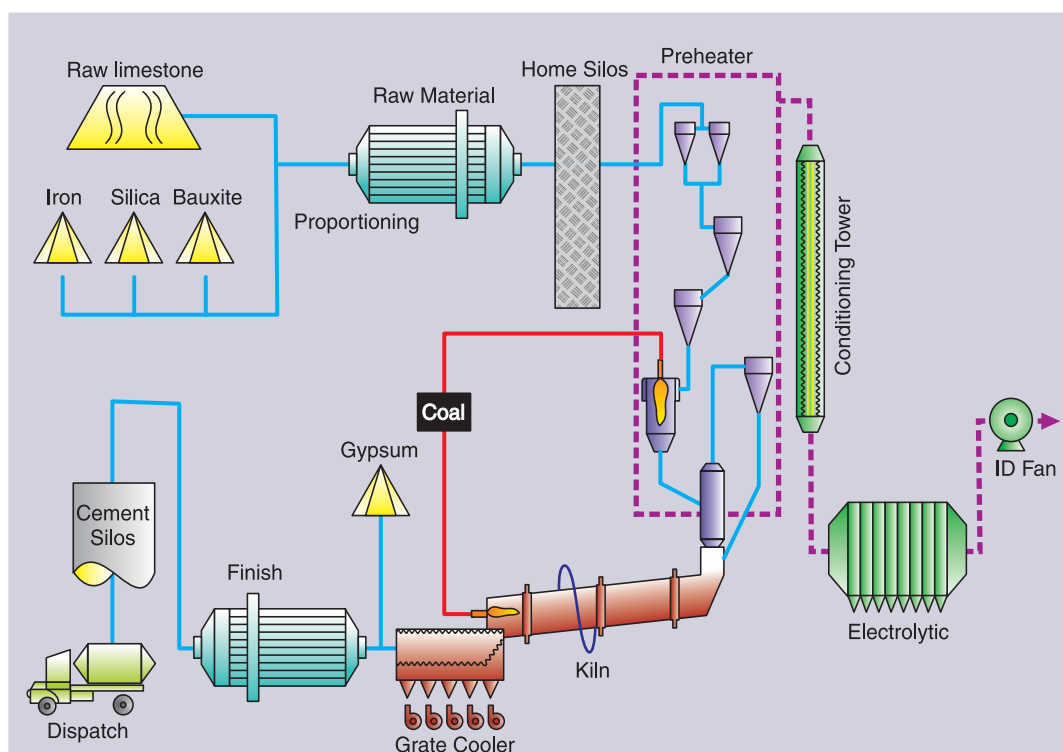 Raw limestone
Raw Material
Home Silos
Preheater
Iron
Silica
Bauxite
Proportioning
Conditioning Tower
Coal
Gypsum
ID Fan
Cement
Silos
Finish
Electrolytic
Kiln
Dispatch
Grate Cooler